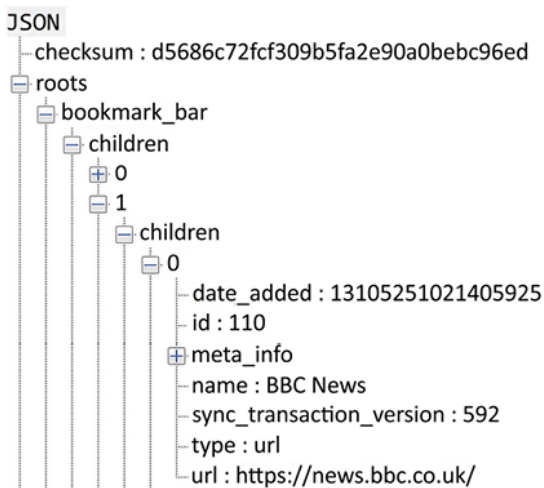 JSON
checksum : d5686c72fcf309b5fa2e90a0bebc96ed
roots
bookmark_bar
children
0
1
children
0
date_added : 13105251021405925
id : 110
meta_info
name : BBC News
sync_transaction_version : 592
type : url
url : https://news.bbc.co.uk/